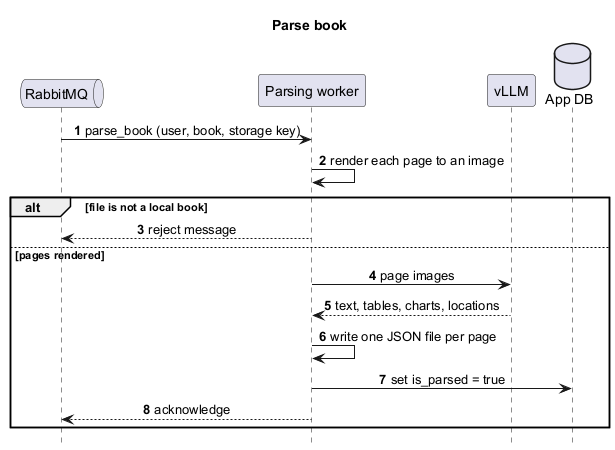 Parse book
RabbitMQ
Parsing worker
vLLM
App DB
1 parse_book (user, book, storage key)
2 render each page to an image
alt [file is not a local book]
3 reject message
[pages rendered]
4 page images
5 text, tables, charts, locations
6 write one JSON file per page
7 set is_parsed = true
8 acknowledge